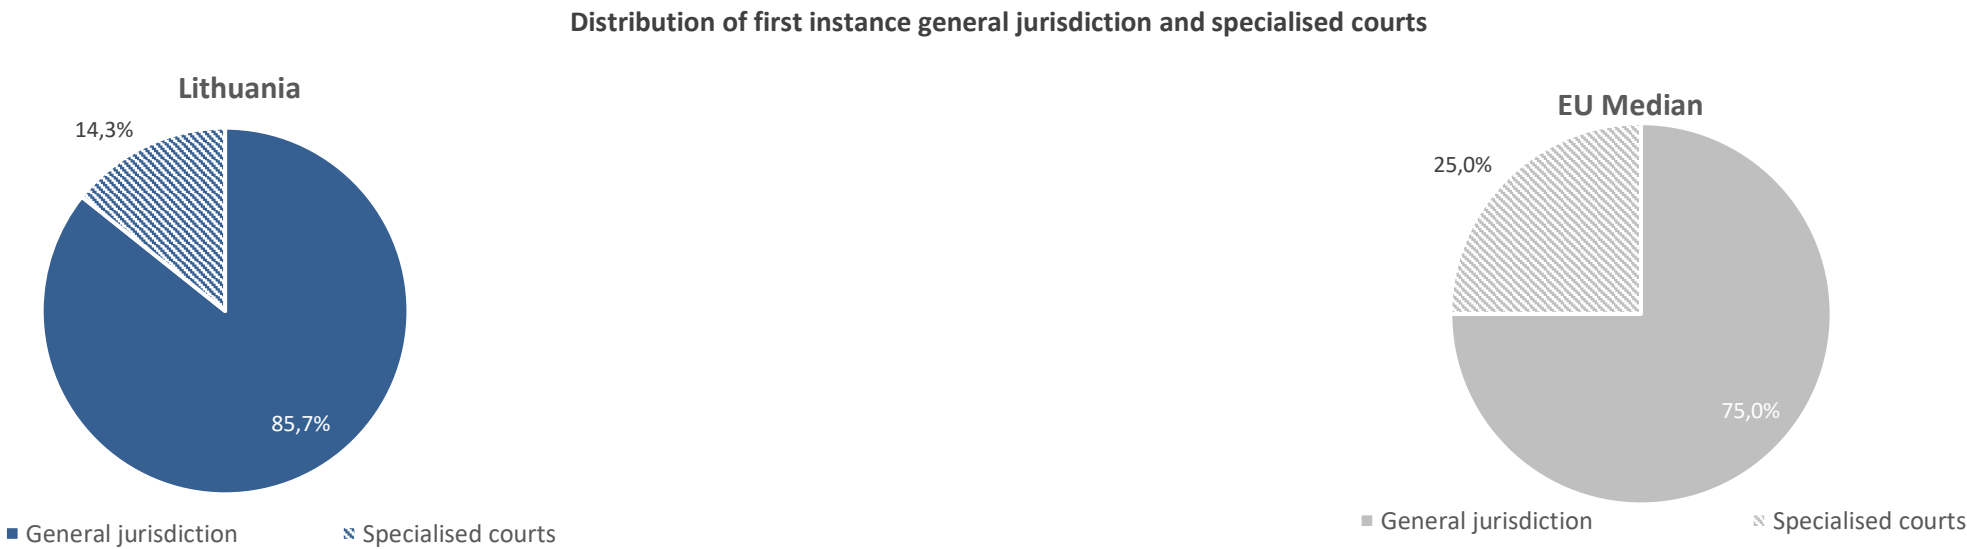 Distribution of first instance general jurisdiction and specialised courts
Lithuania
14,3%
85,7%
General jurisdiction
Specialised courts
EU Median
25,0%
75,0%
General jurisdiction
Specialised courts